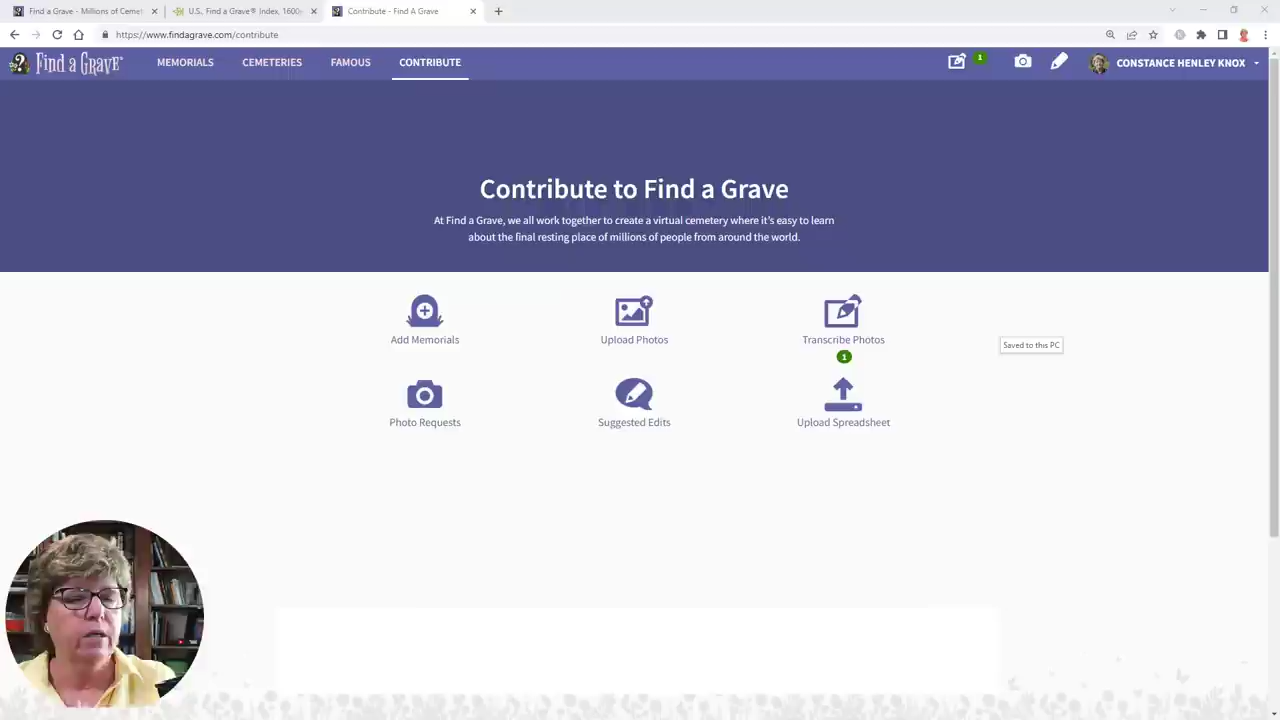 Find a Grave - Millions of Cemet
U.S., Find a Grave® Index, 1600s
Contribute - Find A Grave
https://www.findagrave.com/contribute
Find a Grave®
MEMORIALS
CEMETERIES
FAMOUS
CONTRIBUTE
1
CONSTANCE HENLEY KNOX
Contribute to Find a Grave
At Find a Grave, we all work together to create a virtual cemetery where it's easy to learn
about the final resting place of millions of people from around the world.
Add Memorials
Upload Photos
Transcribe Photos
1
Saved to this PC
Photo Requests
Suggested Edits
Upload Spreadsheet